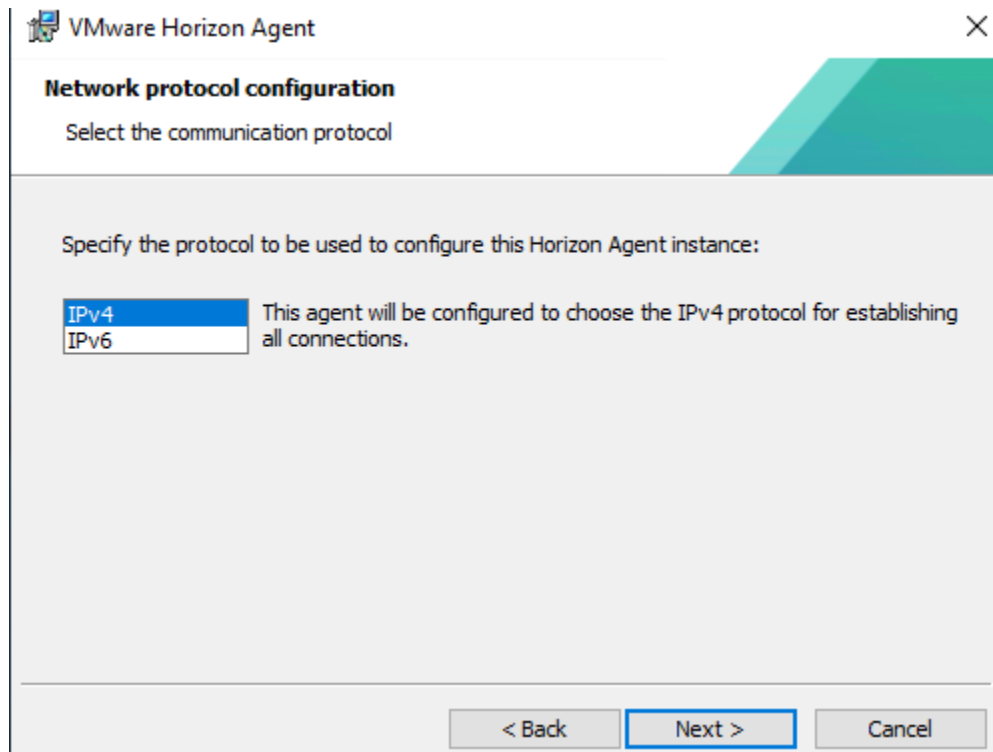 VMware Horizon Agent
Network protocol configuration
Select the communication protocol
Specify the protocol to be used to configure this Horizon Agent instance:
IPv4
IPv6
This agent will be configured to choose the IPv4 protocol for establishing
all connections.
< Back
Next >
Cancel